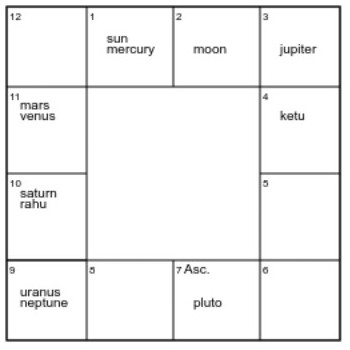 12
1
sun
mercury
2
moon
3
jupiter
11
mars
venus
4
ketu
10
saturn
rahu
5
9
uranus
neptune
8
7 Asc.
pluto
6